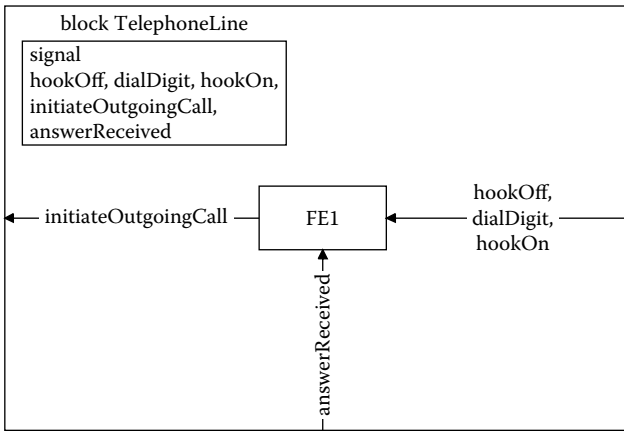 block TelephoneLine
signal
hookOff, dialDigit, hookOn,
initiateOutgoingCall,
answerReceived
initiateOutgoingCall
FE1
hookOff,
dialDigit,
hookOn
answerReceived